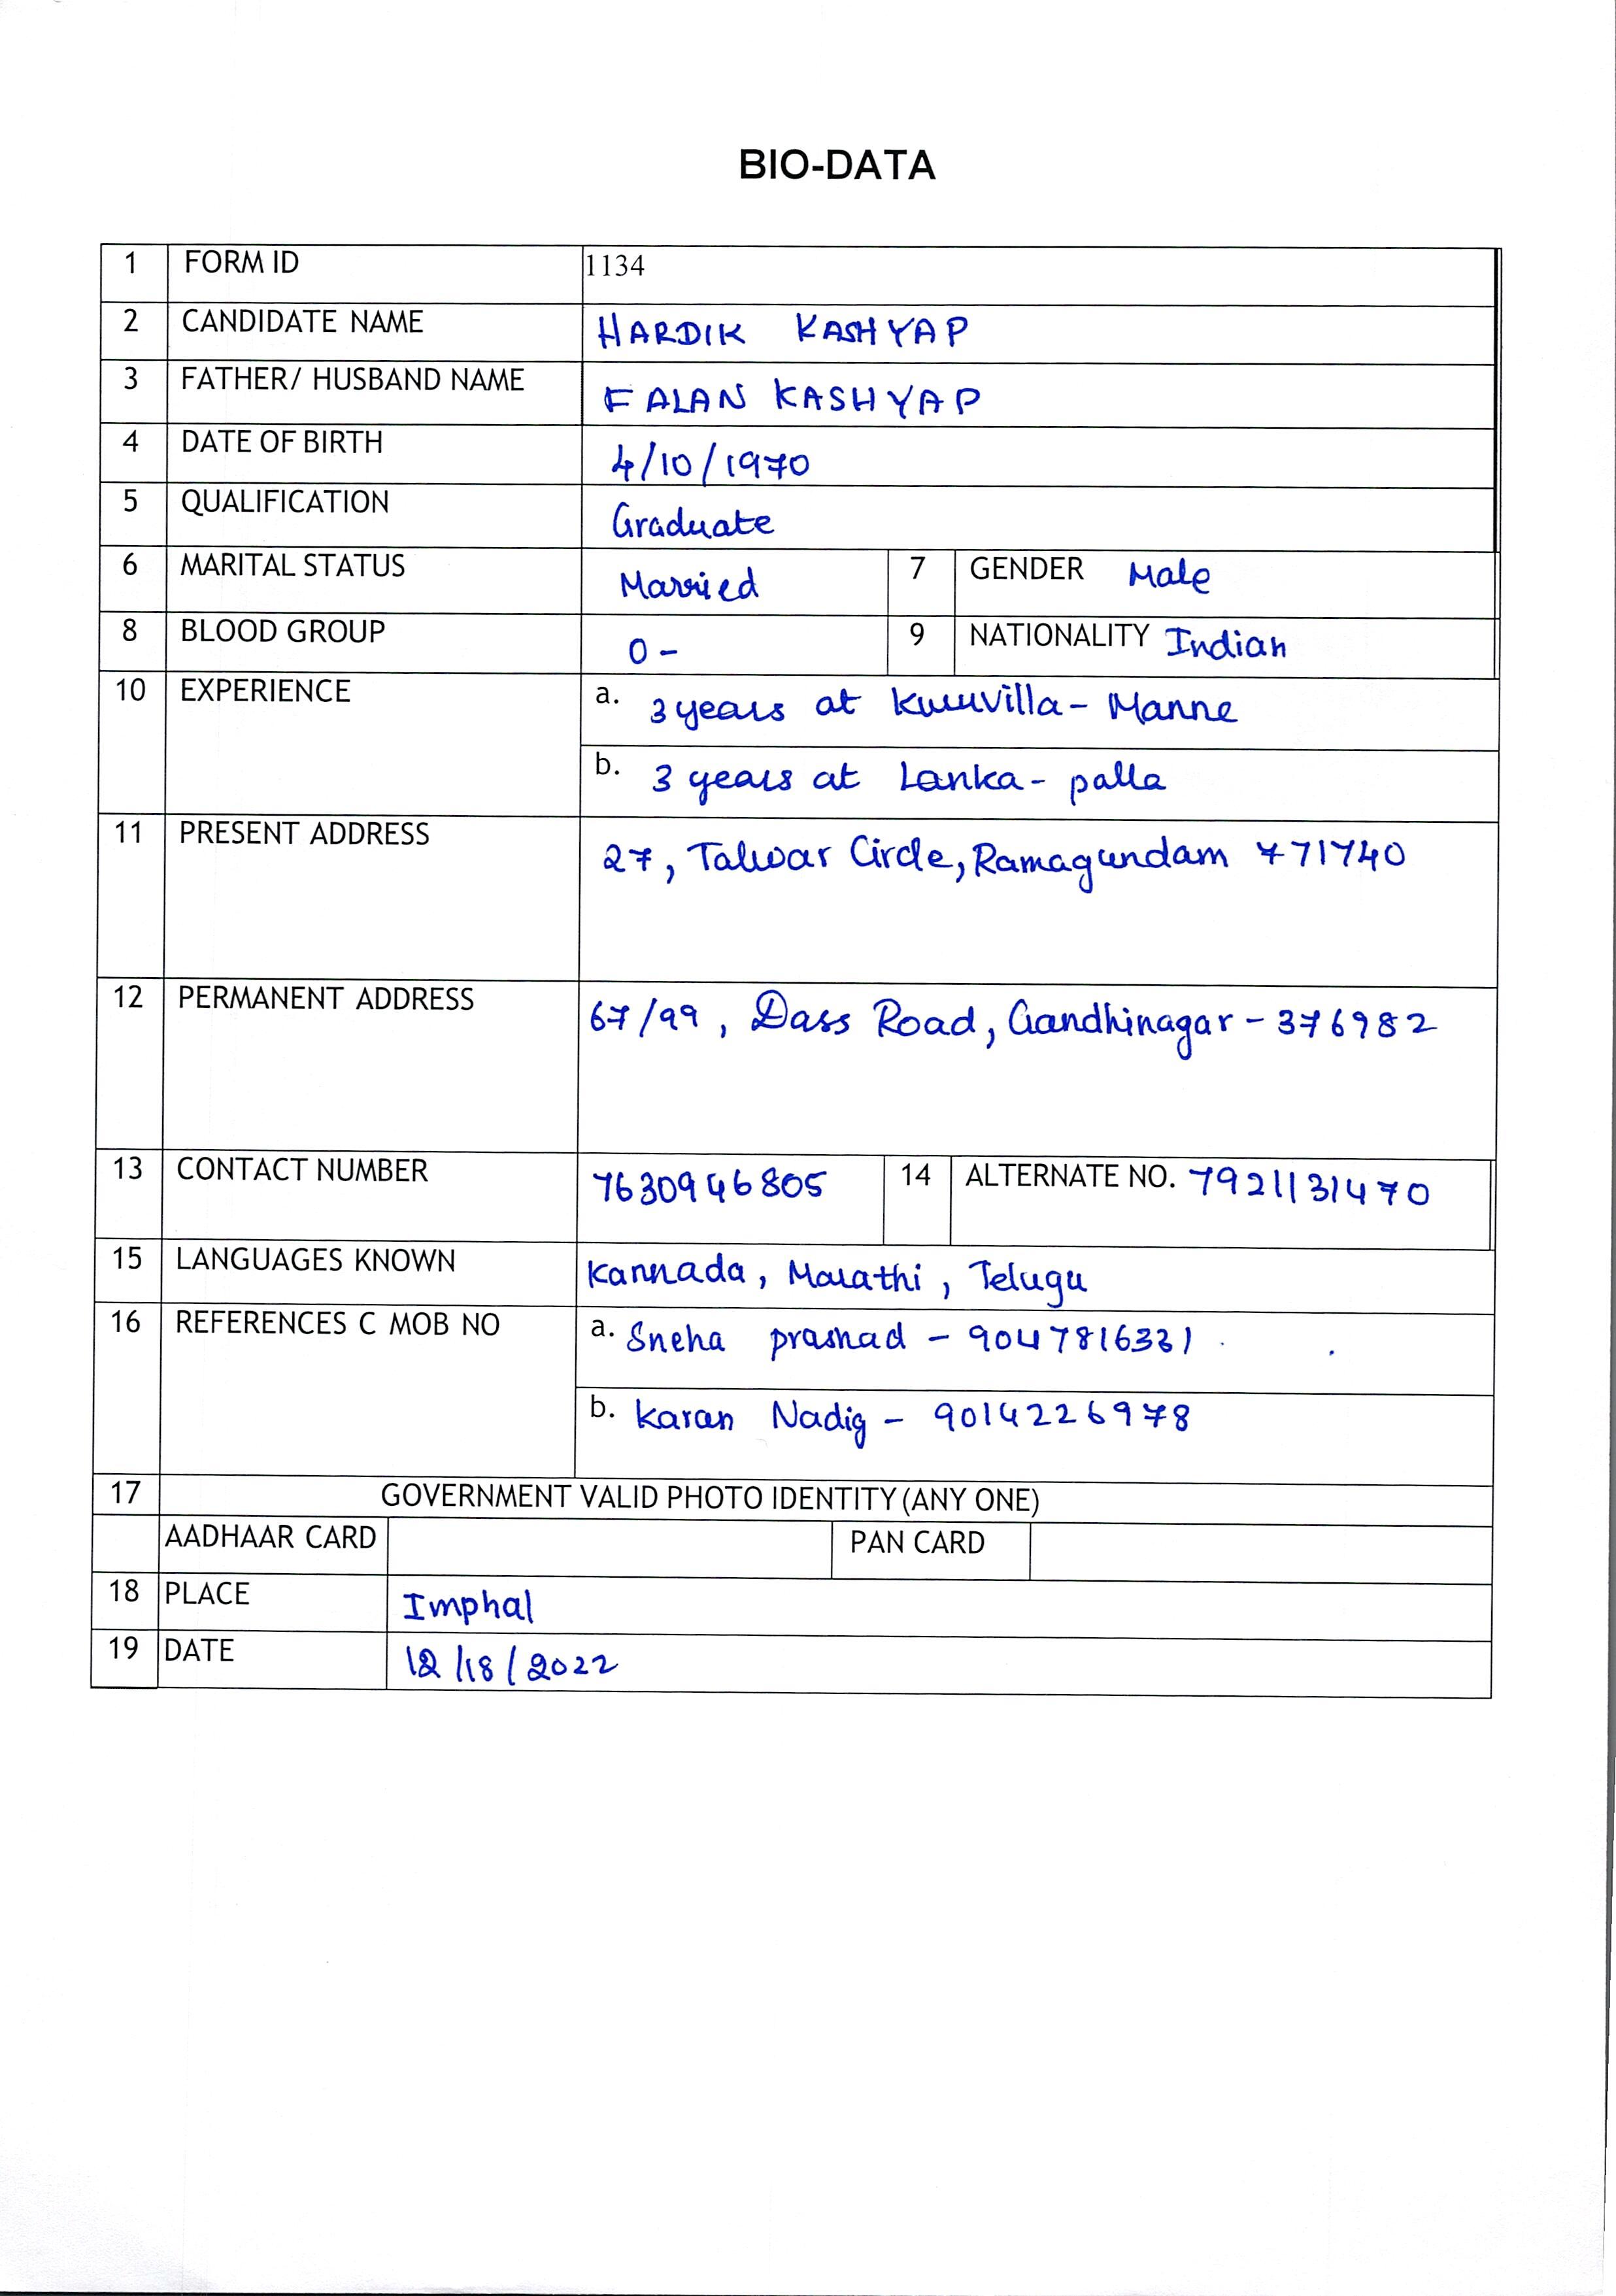 BIO-DATA
1 FORM ID 1134
2 CANDIDATE NAME HARDIK KASHYAP
3 FATHER/ HUSBAND NAME FALAN KASHYAP
4 DATE OF BIRTH 4/10/1970
5 QUALIFICATION Graduate
6 MARITAL STATUS Married 7 GENDER Male
8 BLOOD GROUP O- 9 NATIONALITY Indian
10 EXPERIENCE a. 3 years at Kuruvilla - Manne
b. 3 years at Lanka - palla
11 PRESENT ADDRESS 27, Talwar Circle, Ramagundam 771740
12 PERMANENT ADDRESS 67/99, Dass Road, Gandhinagar - 376982
13 CONTACT NUMBER 7630946805 14 ALTERNATE NO. 7921131470
15 LANGUAGES KNOWN Kannada, Marathi, Telugu
16 REFERENCES C MOB NO a. Sneha prashad - 9047816331
b. Karan Nadig - 9014226978
17 GOVERNMENT VALID PHOTO IDENTITY (ANY ONE)
AADHAAR CARD PAN CARD
18 PLACE Imphal
19 DATE 12/18/2022